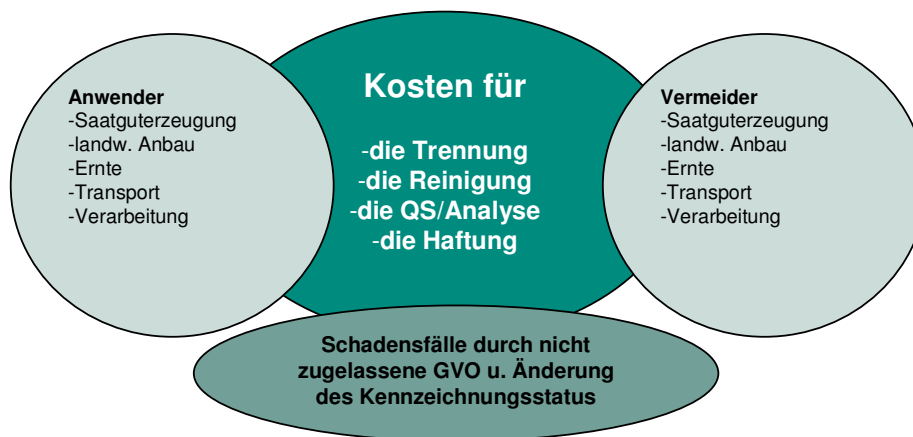 Anwender
-Saatguterzeugung
-landw. Anbau
-Ernte
-Transport
-Verarbeitung
Kosten für
-die Trennung
-die Reinigung
-die QS/Analyse
-die Haftung
Vermeider
-Saatguterzeugung
-landw. Anbau
-Ernte
-Transport
-Verarbeitung
Schadensfälle durch nicht
zugelassene GVO u. Änderung
des Kennzeichnungsstatus